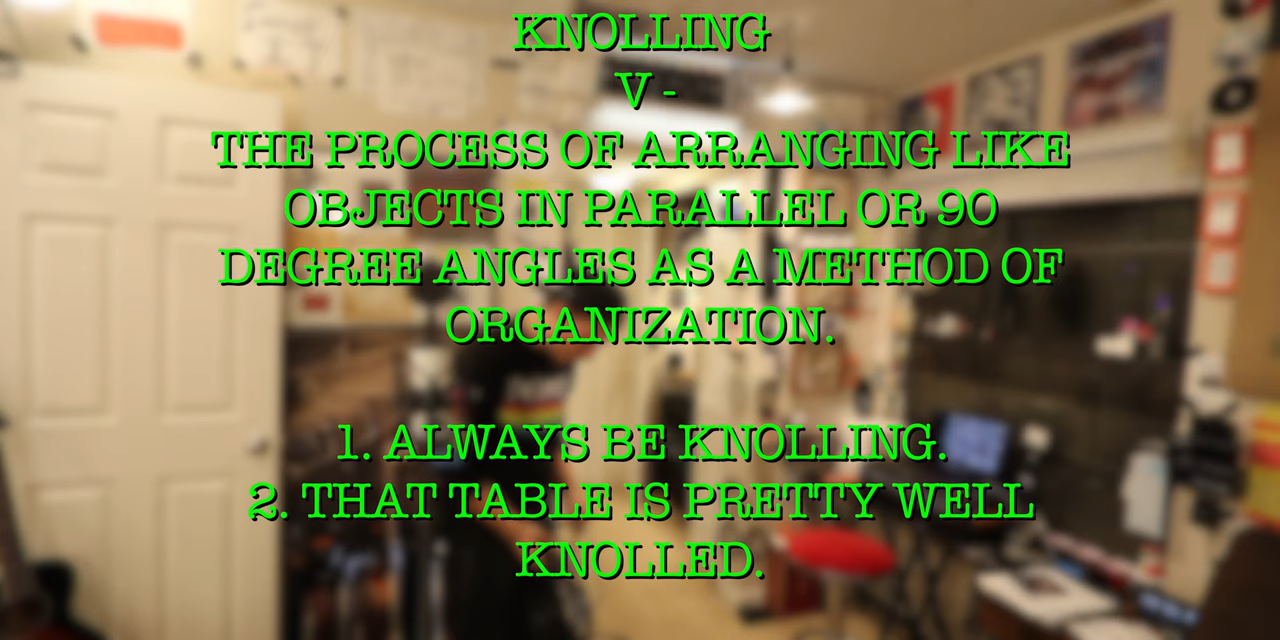 KNOLLING
V -
THE PROCESS OF ARRANGING LIKE
OBJECTS IN PARALLEL OR 90
DEGREE ANGLES AS A METHOD OF
ORGANIZATION.
1. ALWAYS BE KNOLLING.
2. THAT TABLE IS PRETTY WELL
KNOLLED.